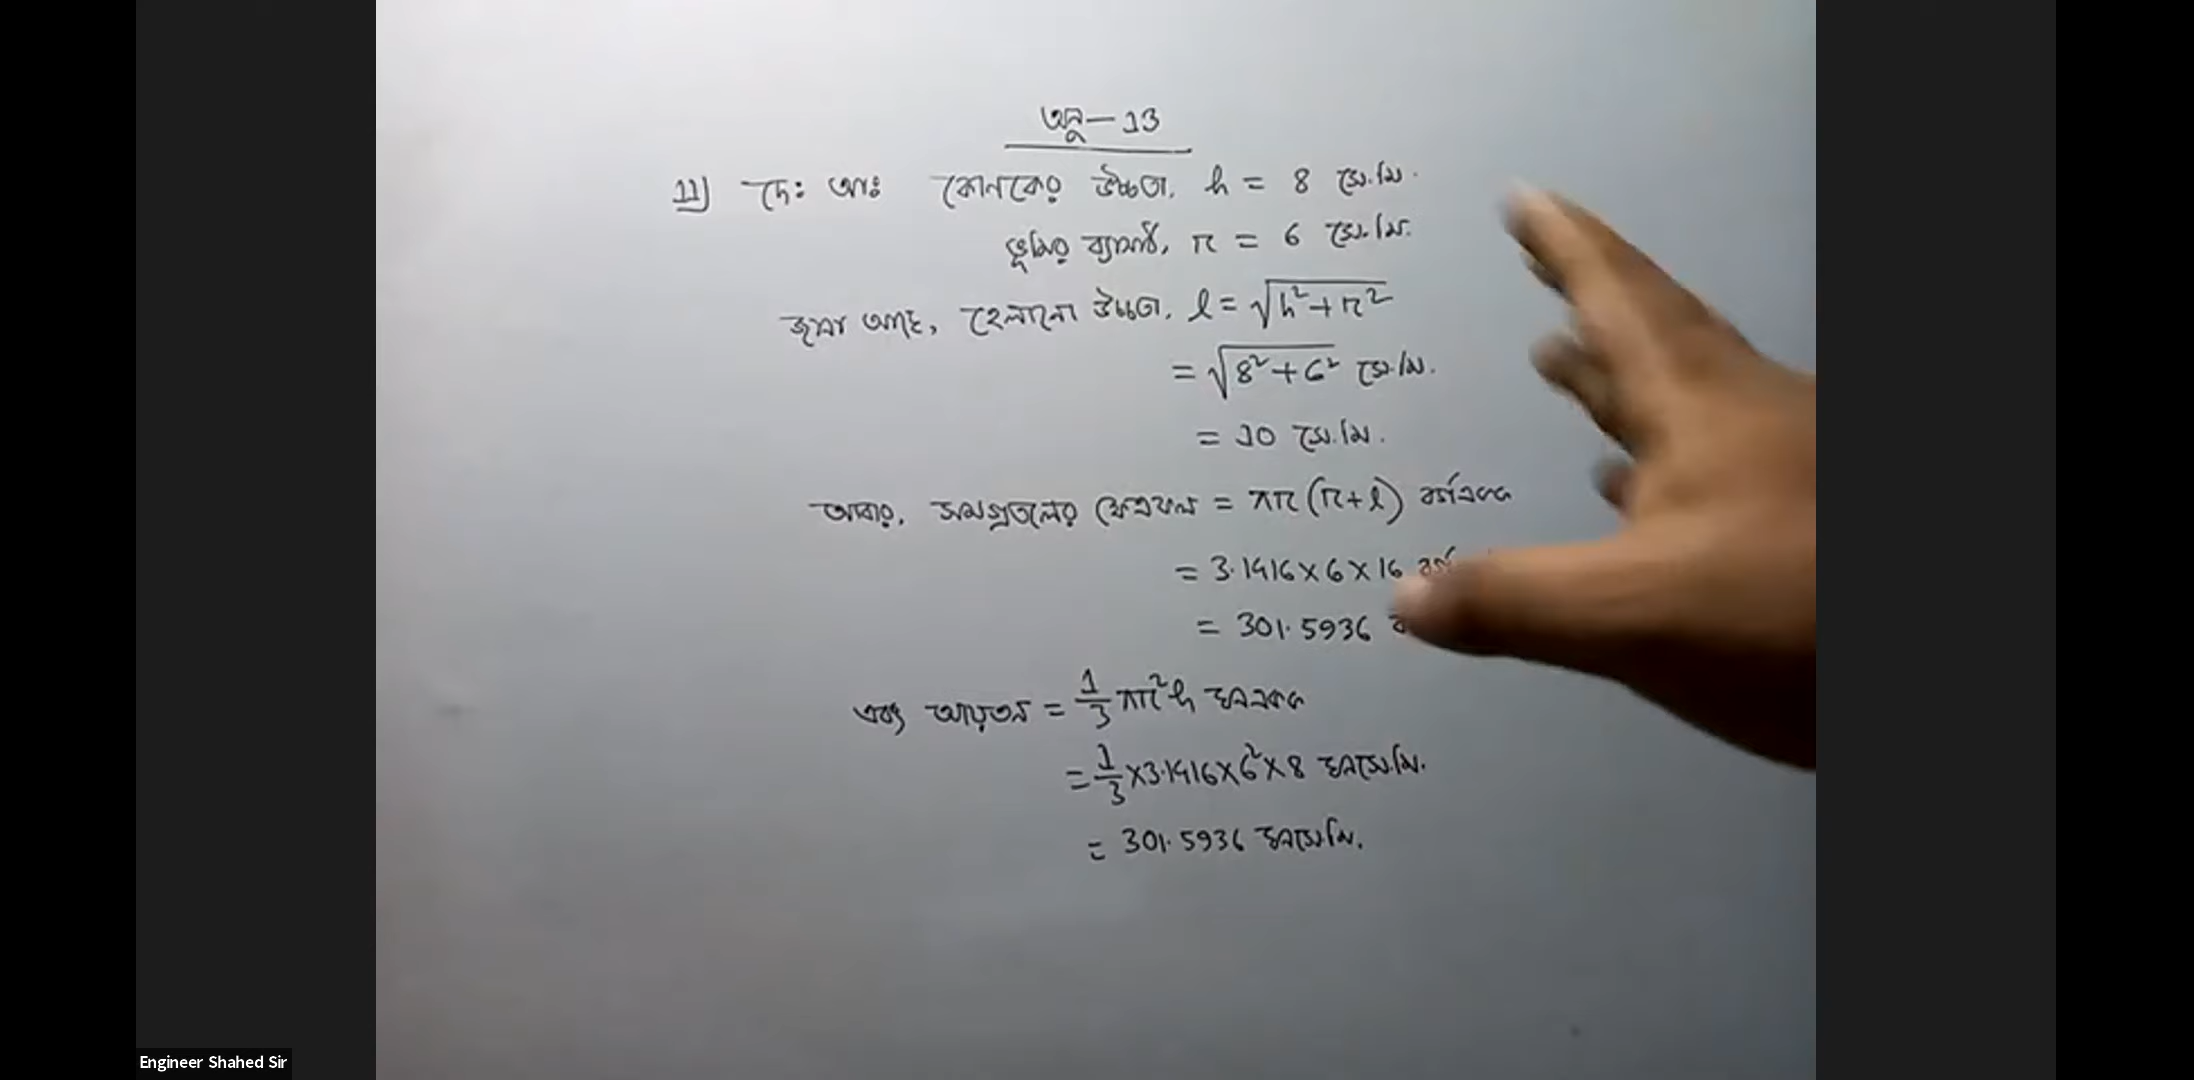 অনু — 13
11) দেঃ আঃ কোনকের উচ্চতা, h = 8 সে.মি.
ভূমির ব্যাসার্ধ, r = 6 সে.মি.
হেলানো উচ্চতা, l = √h²+r²
= √8²+6² সে.মি.
= 10 সে.মি.
আবার, সমগ্রতলের ক্ষেত্রফল = πr (r+l) বর্গএকক
= 3.1416×6×16
= 301.5936
এবং আয়তন = 1/3 πr²h ঘনএকক
= 1/3 ×3.1416×6²×8 ঘনসে.মি.
= 301.5936 ঘনসে.মি.
Engineer Shahed Sir